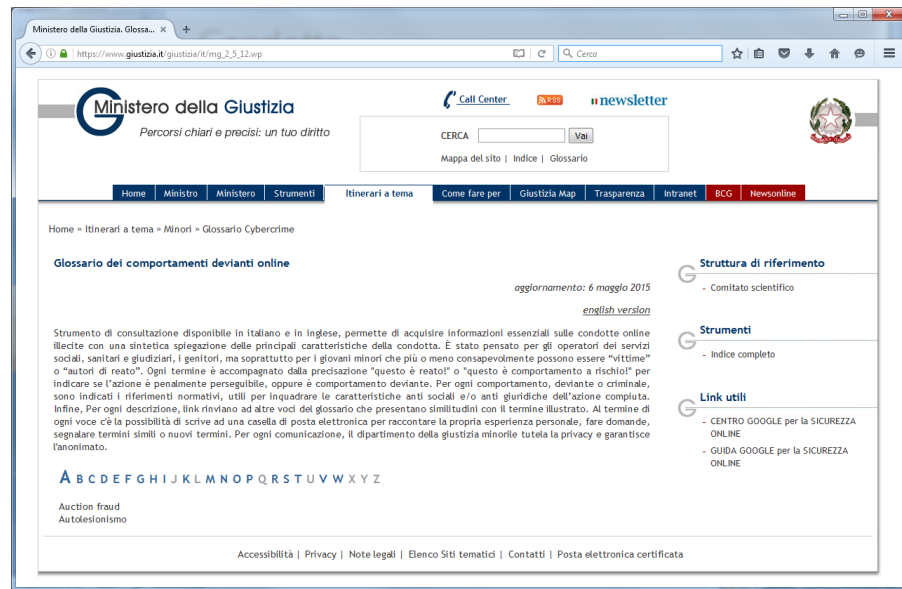 Ministero della Giustizia. Glossa...
https://www.giustizia.it/giustizia/it/mg_2_5_12.wp
Cerca
Ministero della Giustizia
Percorsi chiari e precisi: un tuo diritto
Call Center
RSS
newsletter
CERCA
Vai
Mappa del sito | Indice | Glossario
Home Ministro Ministero Strumenti Itinerari a tema Come fare per Giustizia Map Trasparenza Intranet BCG Newsonline
Home » Itinerari a tema » Minori » Glossario Cybercrime
Glossario dei comportamenti devianti online
aggiornamento: 6 maggio 2015
english version
Strumento di consultazione disponibile in italiano e in inglese, permette di acquisire informazioni essenziali sulle condotte online
illecite con una sintetica spiegazione delle principali caratteristiche della condotta. È stato pensato per gli operatori dei servizi
sociali, sanitari e giudiziari, i genitori, ma soprattutto per i giovani minori che più o meno consapevolmente possono essere “vittime”
o “autori di reato”. Ogni termine è accompagnato dalla precisazione "questo è reato!" o "questo è comportamento a rischio!" per
indicare se l’azione è penalmente perseguibile, oppure è comportamento deviante. Per ogni comportamento, deviante o criminale,
sono indicati i riferimenti normativi, utili per inquadrare le caratteristiche anti sociali e/o anti giuridiche dell’azione compiuta.
Infine, Per ogni descrizione, link rinviano ad altre voci del glossario che presentano similitudini con il termine illustrato. Al termine di
ogni voce c'è la possibilità di scrive ad una casella di posta elettronica per raccontare la propria esperienza personale, fare domande,
segnalare termini simili o nuovi termini. Per ogni comunicazione, il dipartimento della giustizia minorile tutela la privacy e garantisce
l'anonimato.
A B C D E F G H I J K L M N O P Q R S T U V W X Y Z
Auction fraud
Autolesionismo
Struttura di riferimento
- Comitato scientifico
Strumenti
- Indice completo
Link utili
- CENTRO GOOGLE per la SICUREZZA
ONLINE
- GUIDA GOOGLE per la SICUREZZA
ONLINE
Accessibilità | Privacy | Note legali | Elenco Siti tematici | Contatti | Posta elettronica certificata